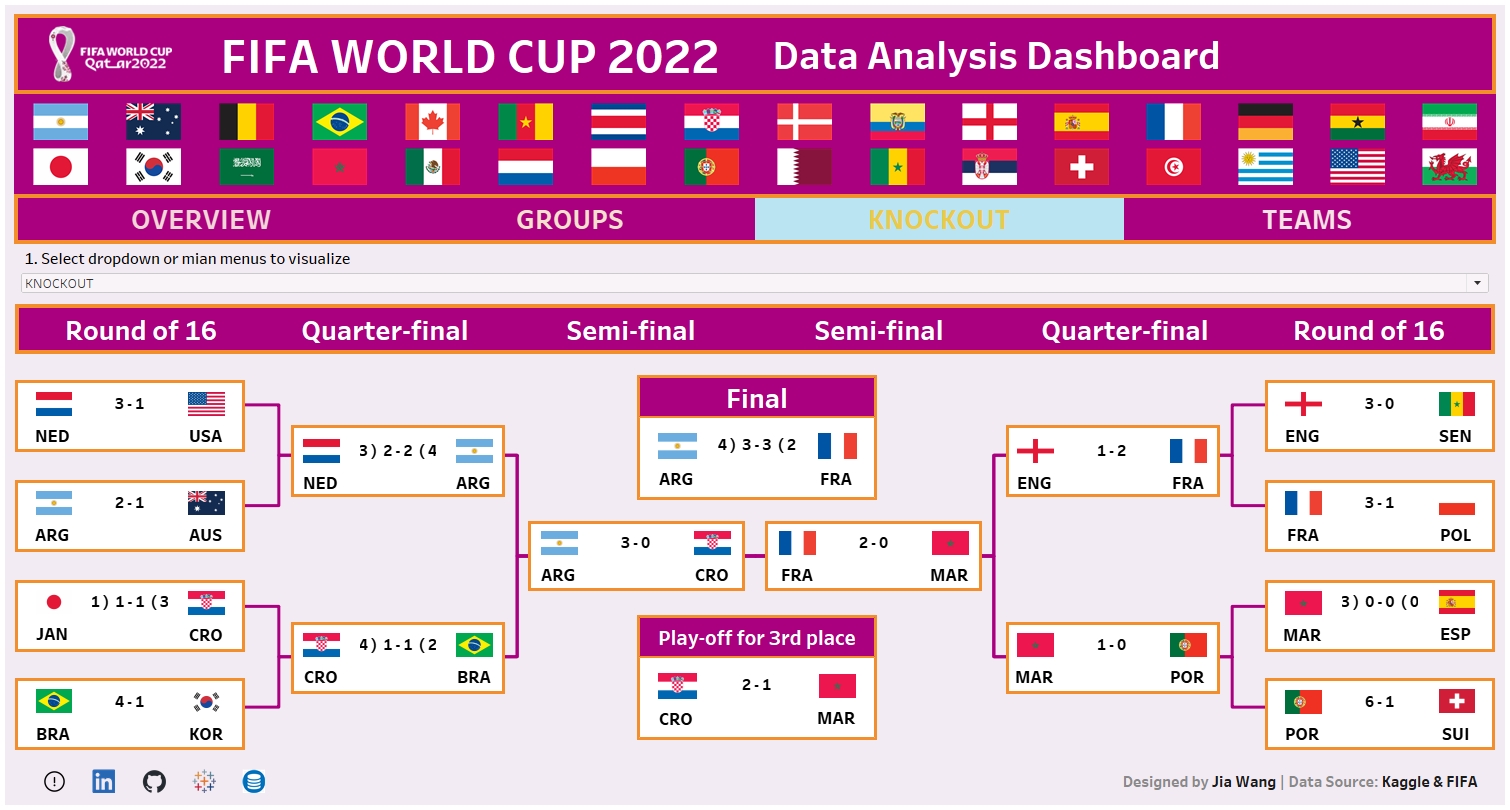 FIFA WORLD CUP
Qatar2022
FIFA WORLD CUP 2022 Data Analysis Dashboard
OVERVIEW GROUPS KNOCKOUT TEAMS
1. Select dropdown or mian menus to visualize
KNOCKOUT
Round of 16 Quarter-final Semi-final Semi-final Quarter-final Round of 16
3 - 1
NED USA
2 - 1
ARG AUS
1) 1 - 1 (3
JAN CRO
4 - 1
BRA KOR
3) 2 - 2 (4
NED ARG
4) 1 - 1 (2
CRO BRA
3 - 0
ARG CRO
Final
4) 3 - 3 (2
ARG FRA
Play-off for 3rd place
2 - 1
CRO MAR
2 - 0
FRA MAR
1 - 2
ENG FRA
1 - 0
MAR POR
3 - 0
ENG SEN
3 - 1
FRA POL
3) 0 - 0 (0
MAR ESP
6 - 1
POR SUI
in
Designed by Jia Wang | Data Source: Kaggle & FIFA